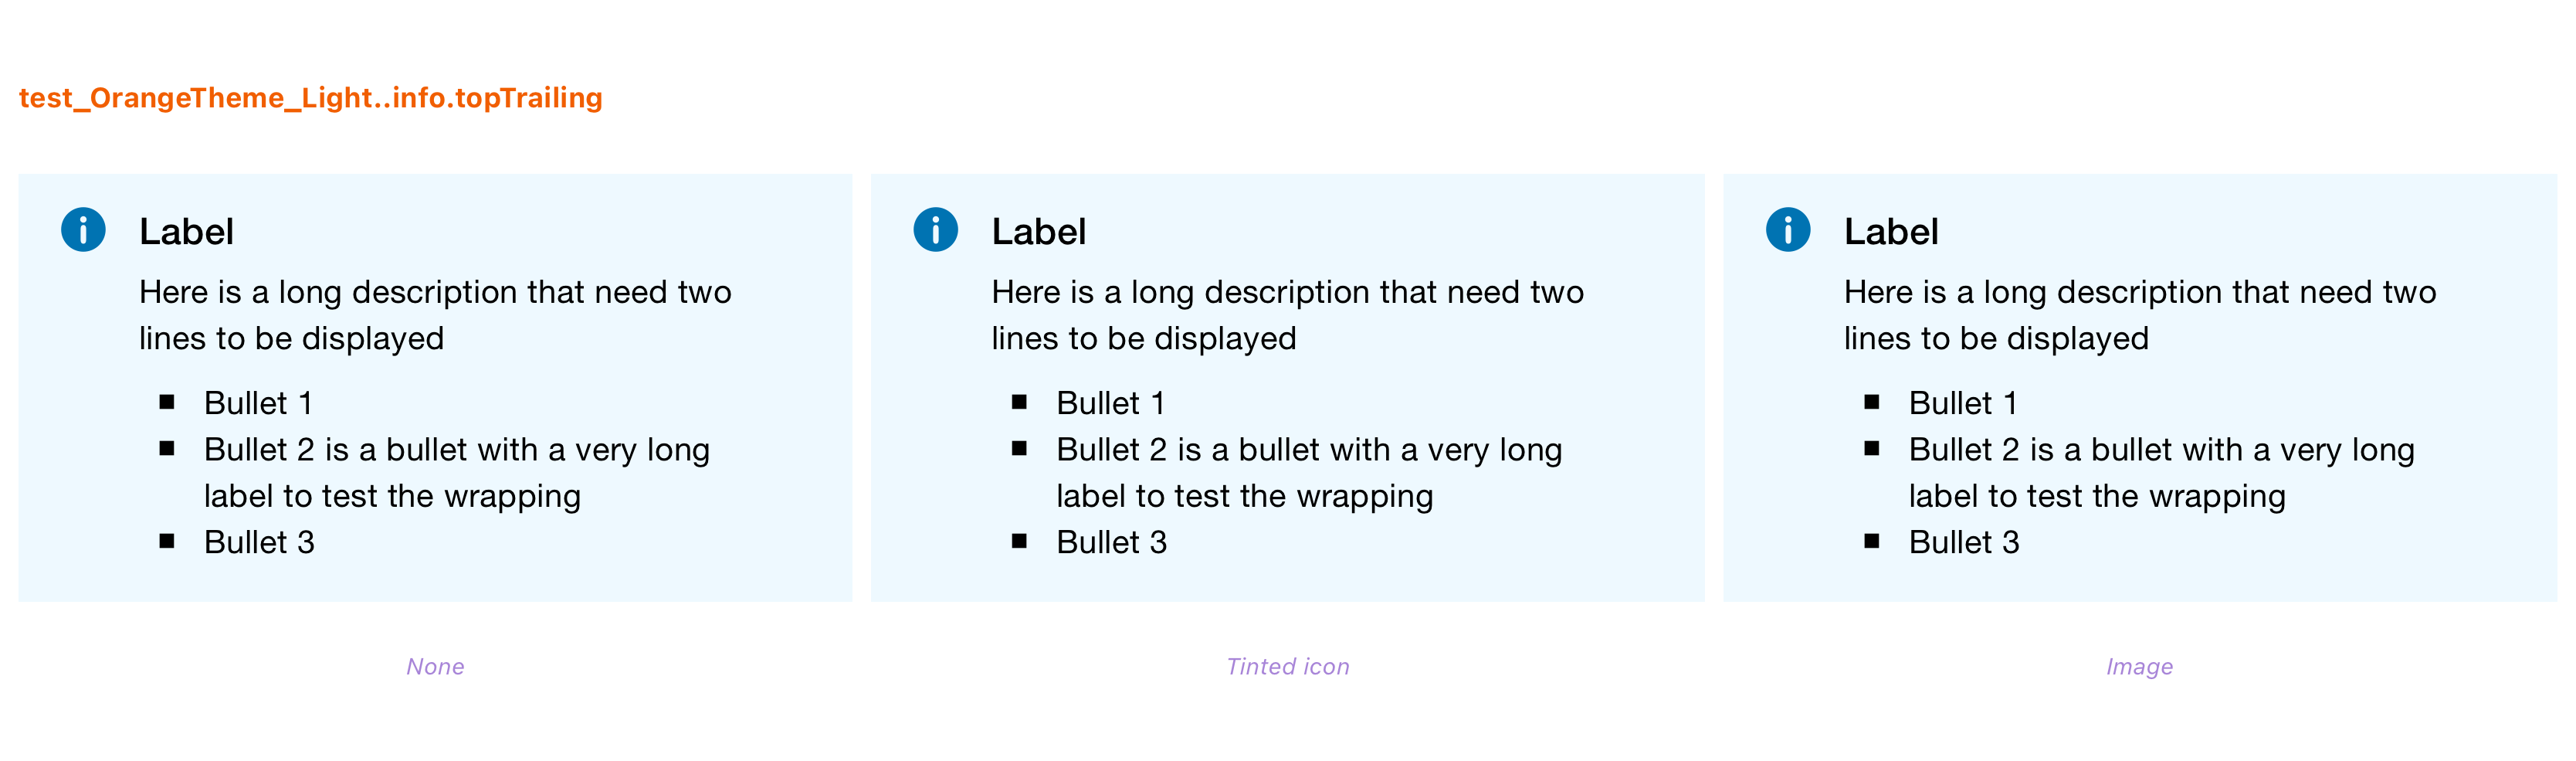 test_OrangeTheme_Light..info.topTrailing
Label
Here is a long description that need two
lines to be displayed
Bullet 1
Bullet 2 is a bullet with a very long
label to test the wrapping
Bullet 3
None
Label
Here is a long description that need two
lines to be displayed
Bullet 1
Bullet 2 is a bullet with a very long
label to test the wrapping
Bullet 3
Tinted icon
Label
Here is a long description that need two
lines to be displayed
Bullet 1
Bullet 2 is a bullet with a very long
label to test the wrapping
Bullet 3
Image